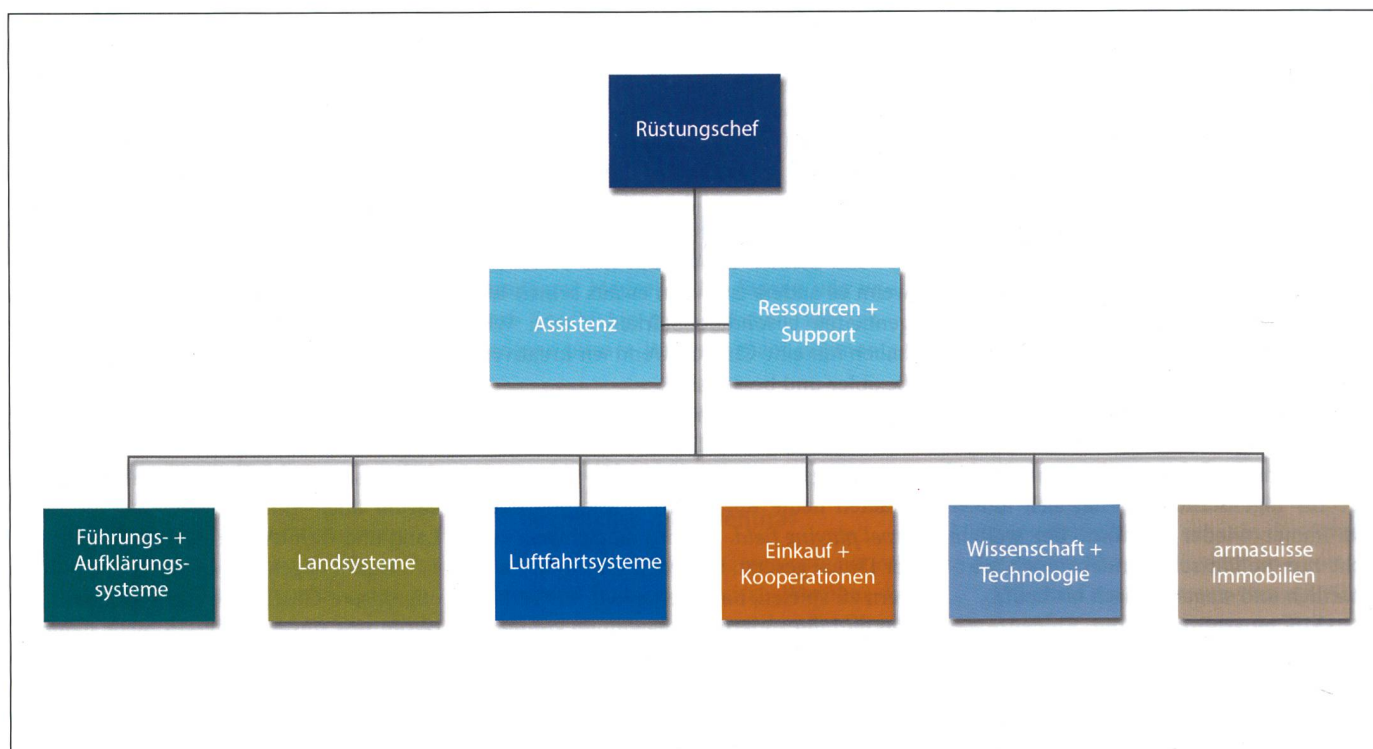 Rüstungschef
Assistenz
Ressourcen +
Support
Führungs- +
Aufklärungs-
systeme
Landsysteme
Luftfahrtsysteme
Einkauf +
Kooperationen
Wissenschaft +
Technologie
armasuisse
Immobilien